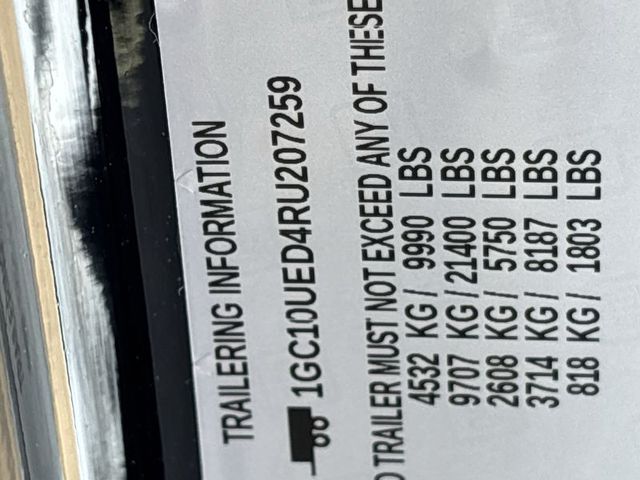 TRAILERING INFORMATION
1GC10UED4RU207259
TRAILER MUST NOT EXCEED ANY OF THESE
4532 KG/ 9990 LBS
9707 KG/ 21400 LBS
2608 KG/ 5750 LBS
3714 KG/ 8187 LBS
818 KG/ 1803 LBS